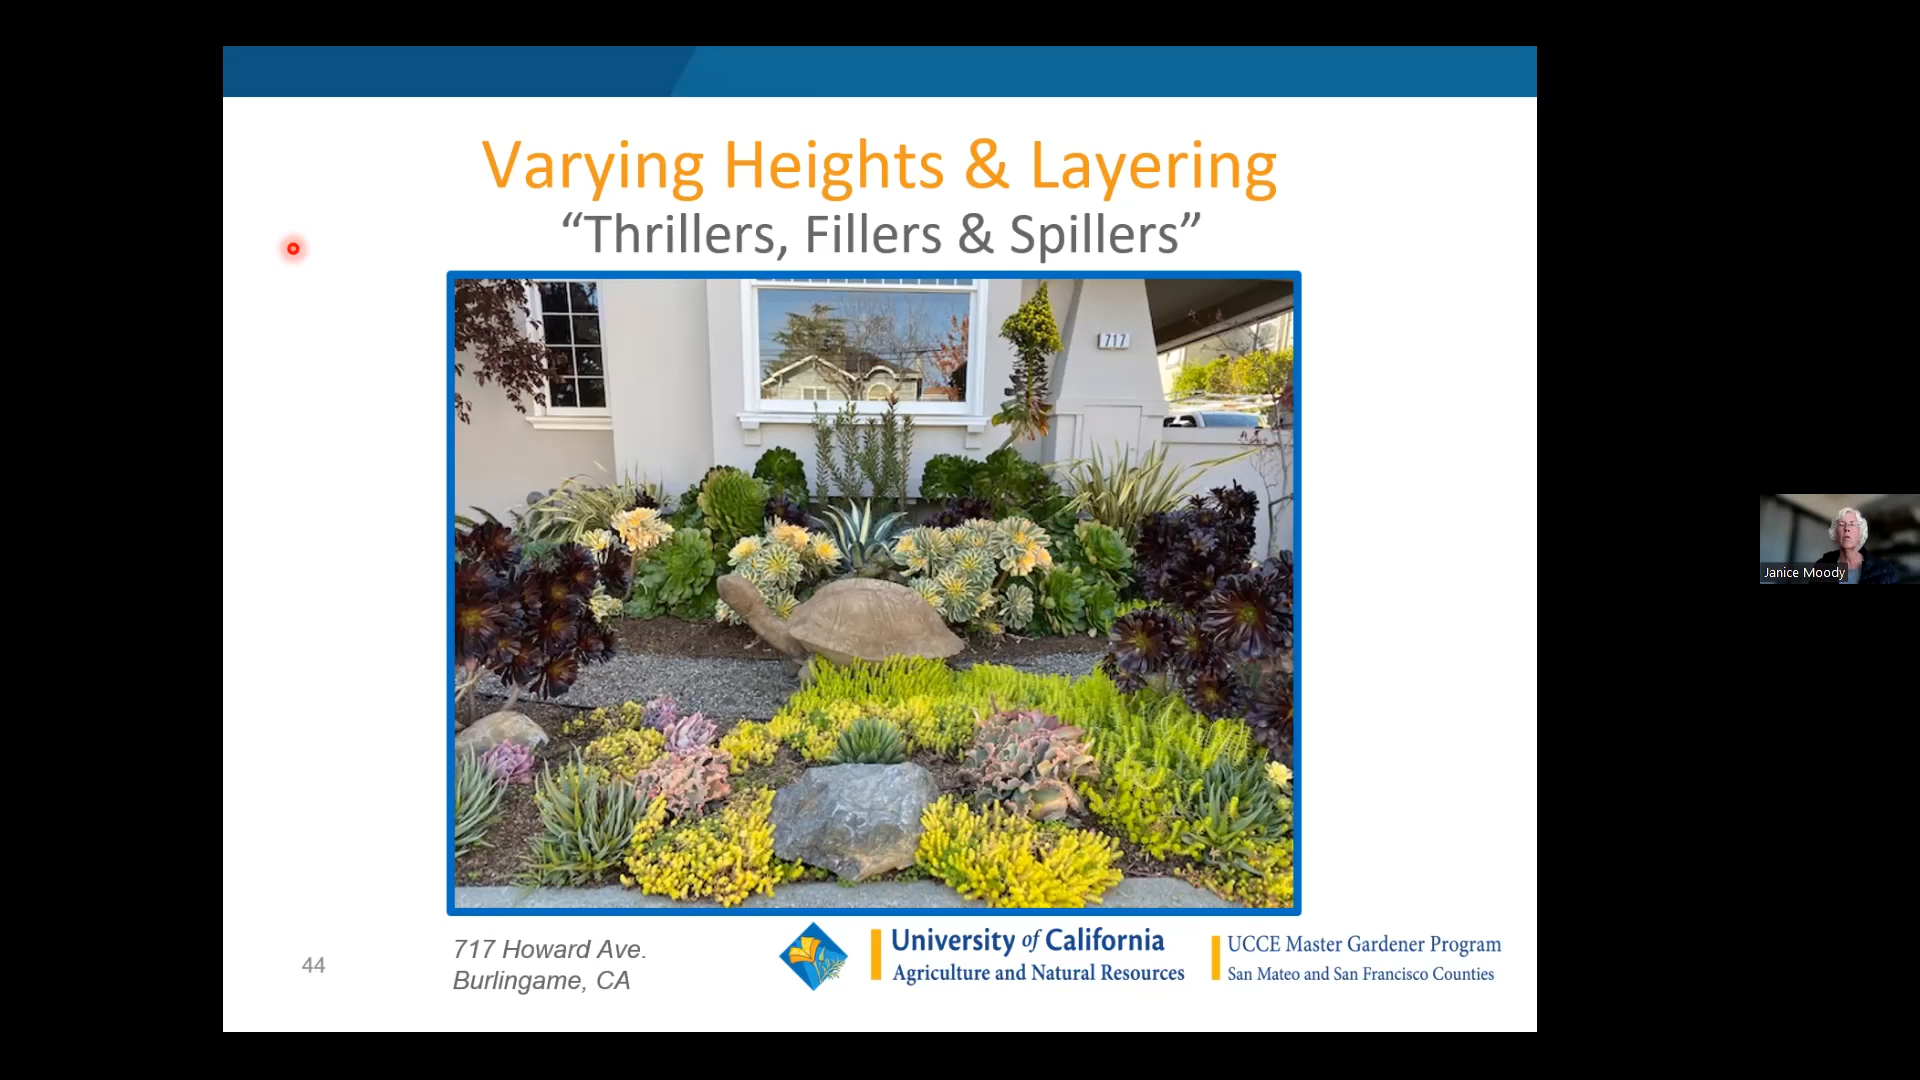 Varying Heights & Layering
“Thrillers, Fillers & Spillers”
717
44
717 Howard Ave.
Burlingame, CA
University of California
Agriculture and Natural Resources
UCCE Master Gardener Program
San Mateo and San Francisco Counties
Janice Moody